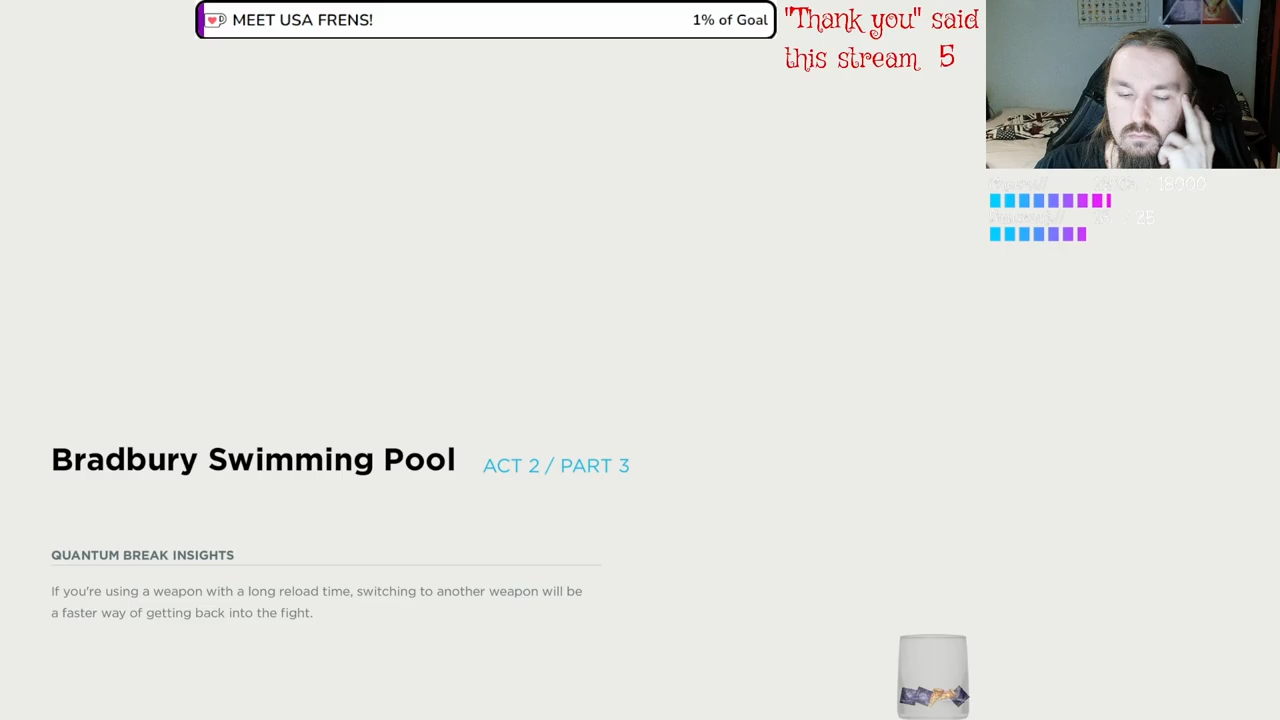 MEET USA FRENS!
1% of Goal
"Thank you" said
this stream 5
18000
25
Bradbury Swimming Pool
ACT 2 / PART 3
QUANTUM BREAK INSIGHTS
If you're using a weapon with a long reload time, switching to another weapon will be
a faster way of getting back into the fight.